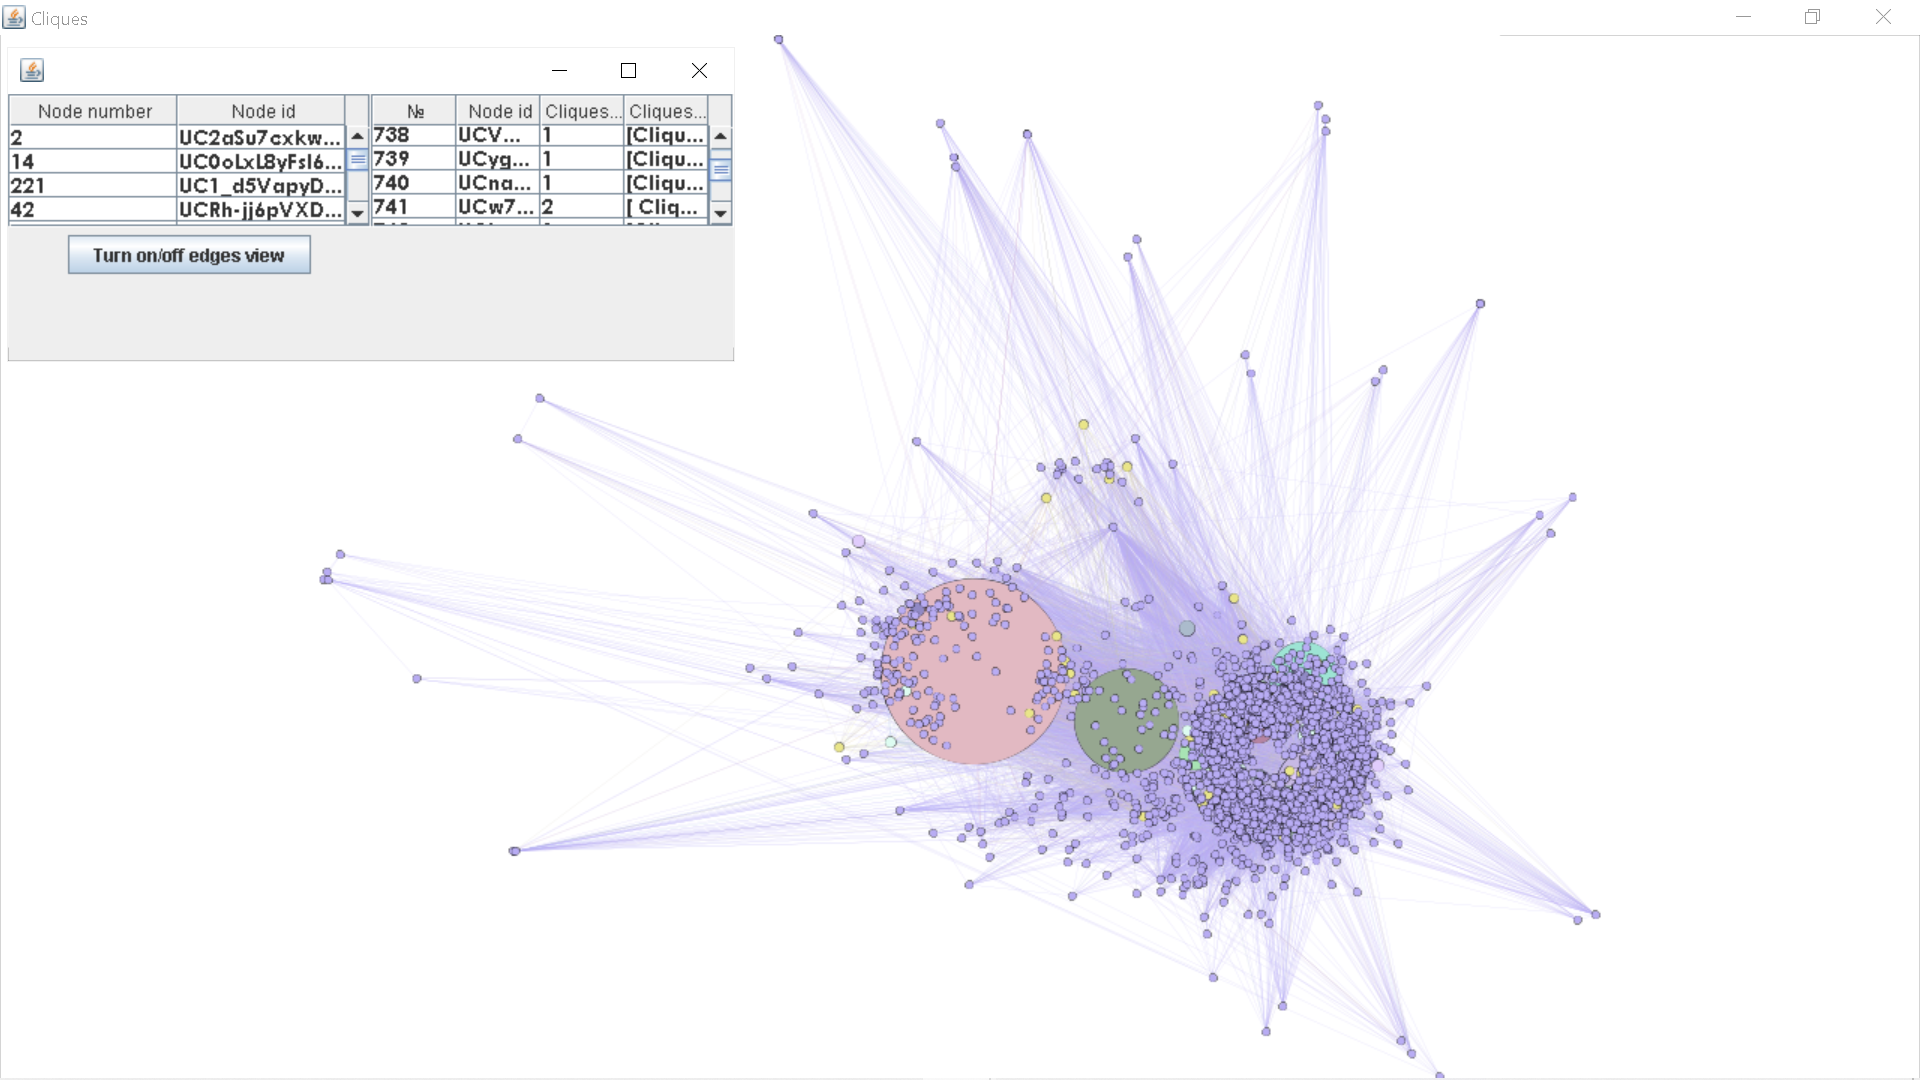 Cliques
Node number Node id
2 UC2aSu7cxkw...
14 UC0oLxL8yFsl6...
221 UC1_d5VapyD...
42 UCRh-jj6pVXD...
№ Node id Cliques... Cliques...
738 UCV... 1 [Cliqu...
739 UCyg... 1 [Cliqu...
740 UCna... 1 [Cliqu...
741 UCw7... 2 [ Cliq...
Turn on/off edges view